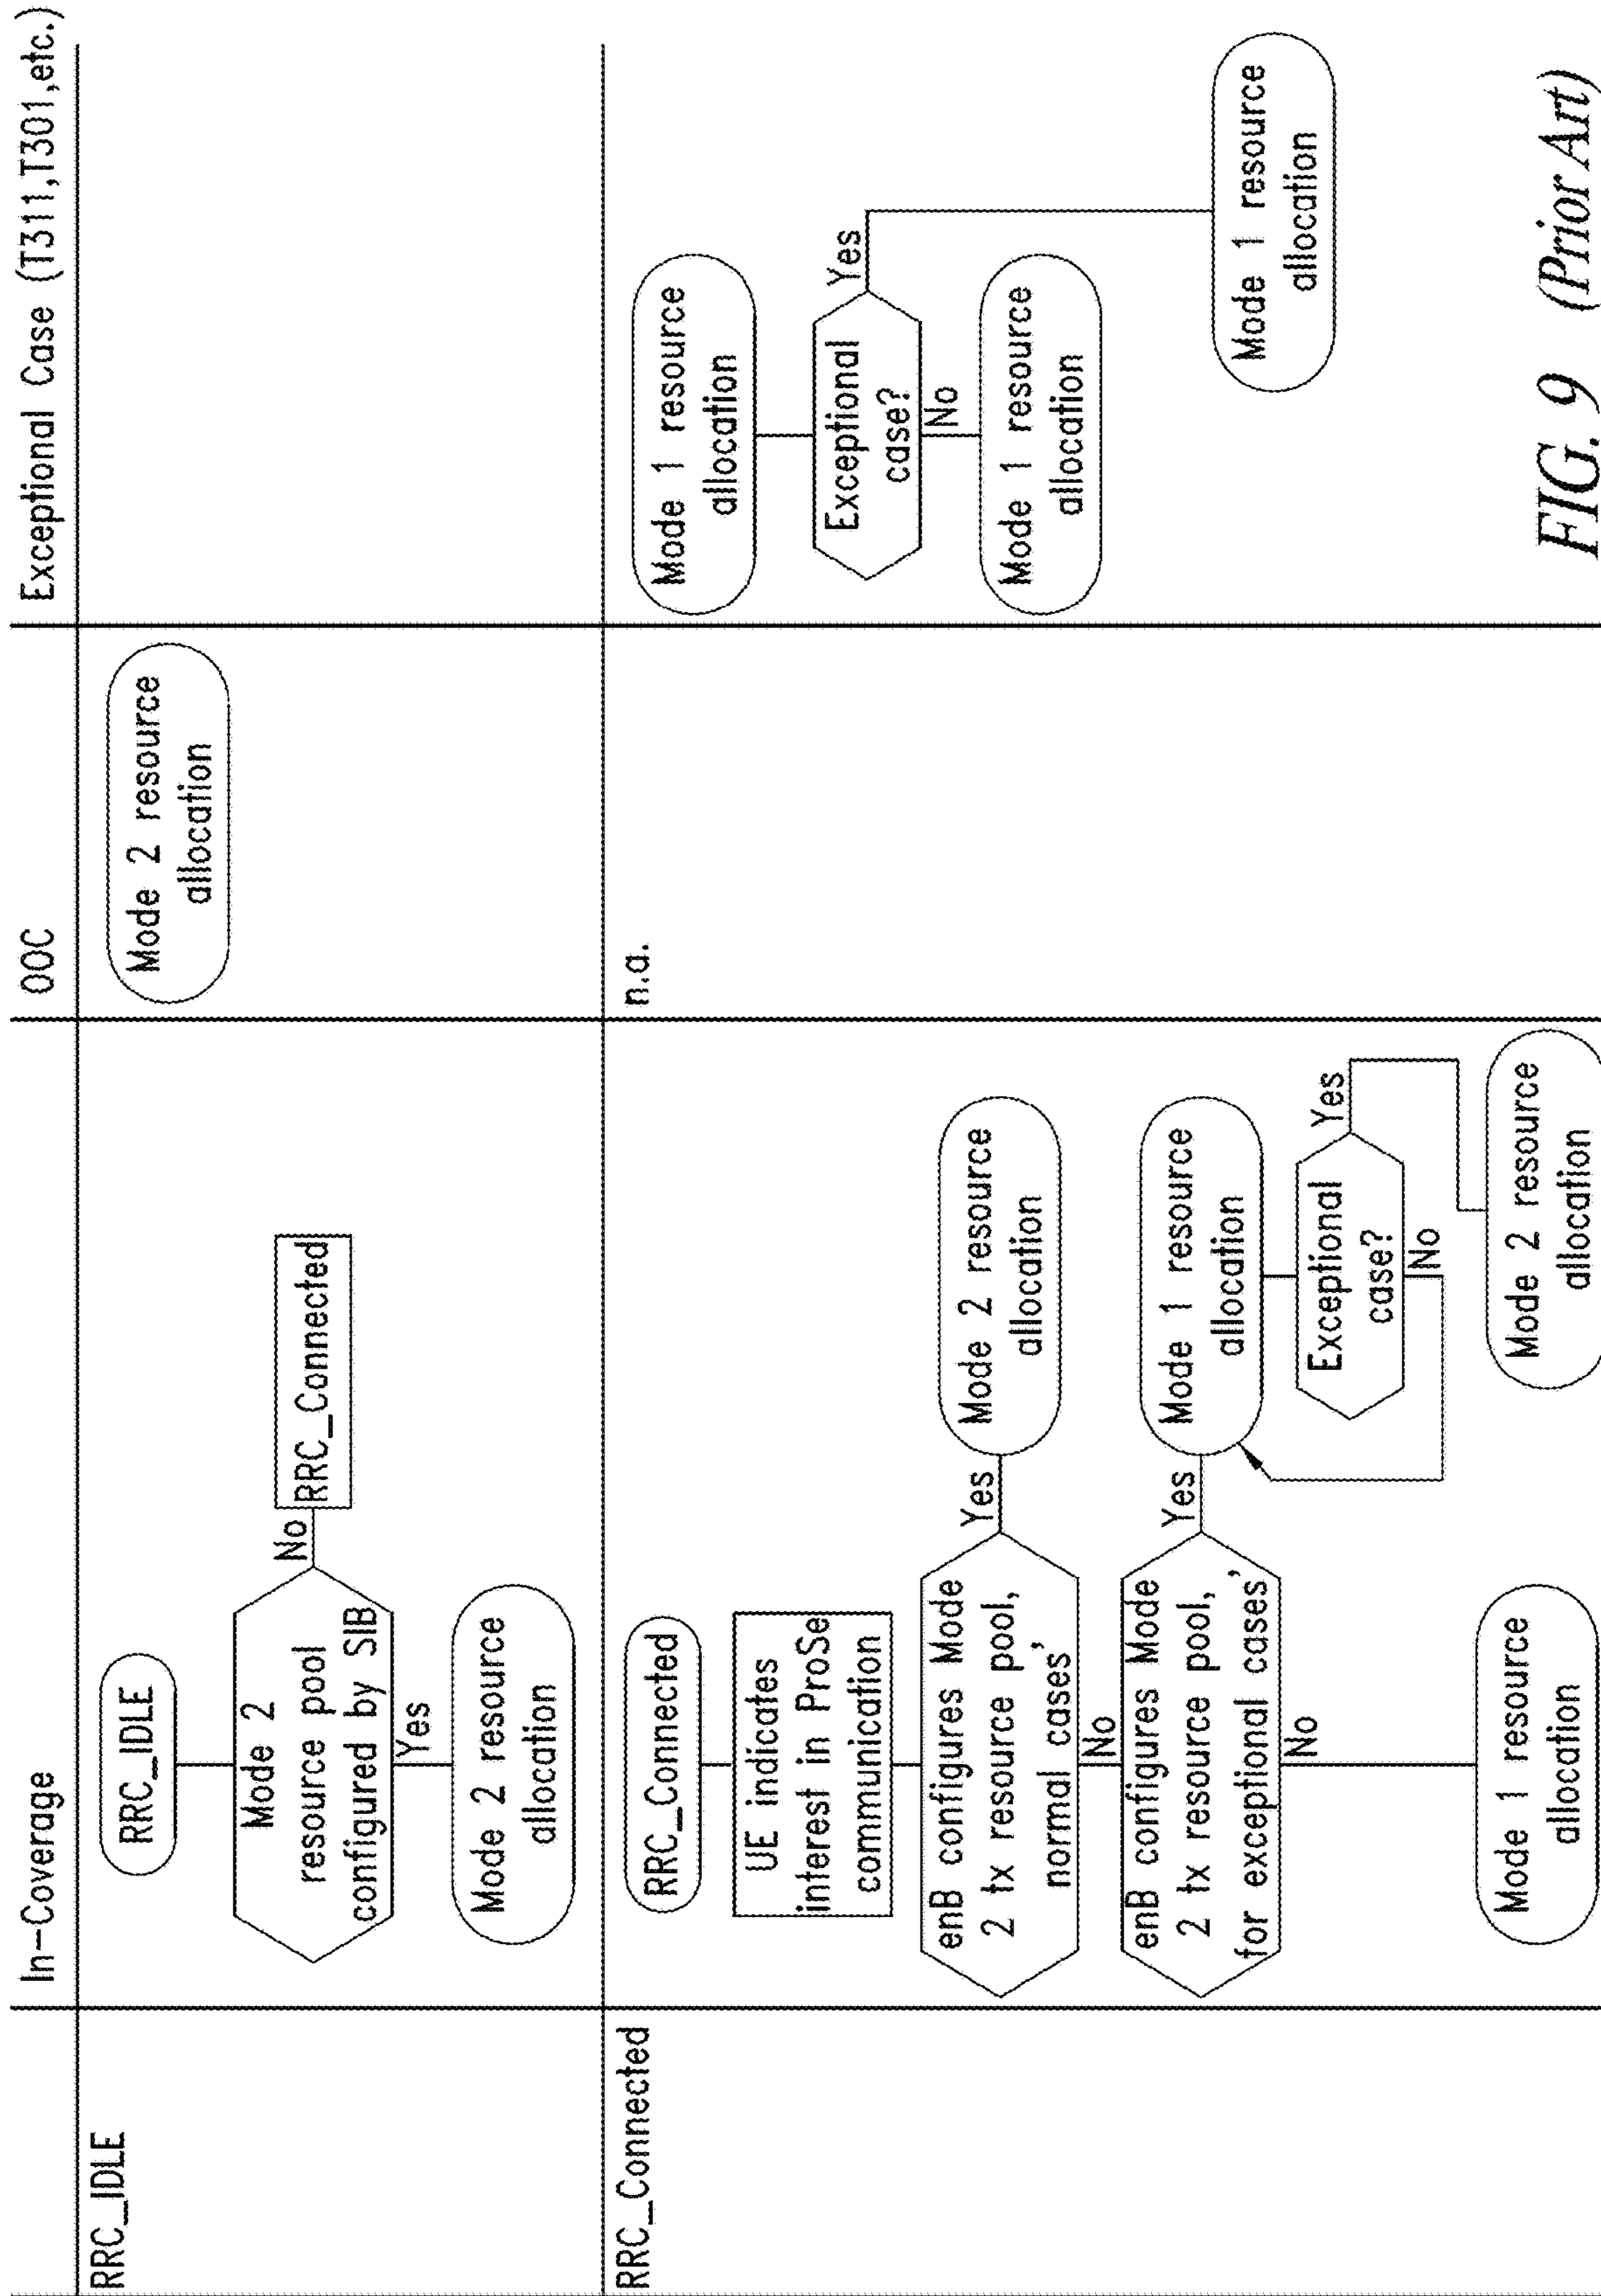 In-Coverage
OOC
Exceptional Case (T311,T301,etc.)
RRC_IDLE
RRC_IDLE
Mode 2
resource pool
configured by SIB
No
RRC_Connected
Yes
Mode 2 resource
allocation
Mode 2 resource
allocation
RRC_Connected
RRC_Connected
UE indicates
interest in ProSe
communication
enB configures Mode
2 tx resource pool,
normal cases'
Yes
Mode 2 resource
allocation
No
enB configures Mode
2 tx resource pool,
for exceptional cases'
Yes
Mode 1 resource
allocation
Exceptional
case?
Yes
No
Mode 2 resource
allocation
No
Mode 1 resource
allocation
n.a.
Mode 1 resource
allocation
Exceptional
case?
Yes
No
Mode 1 resource
allocation
Mode 1 resource
allocation
FIG. 9 (Prior Art)